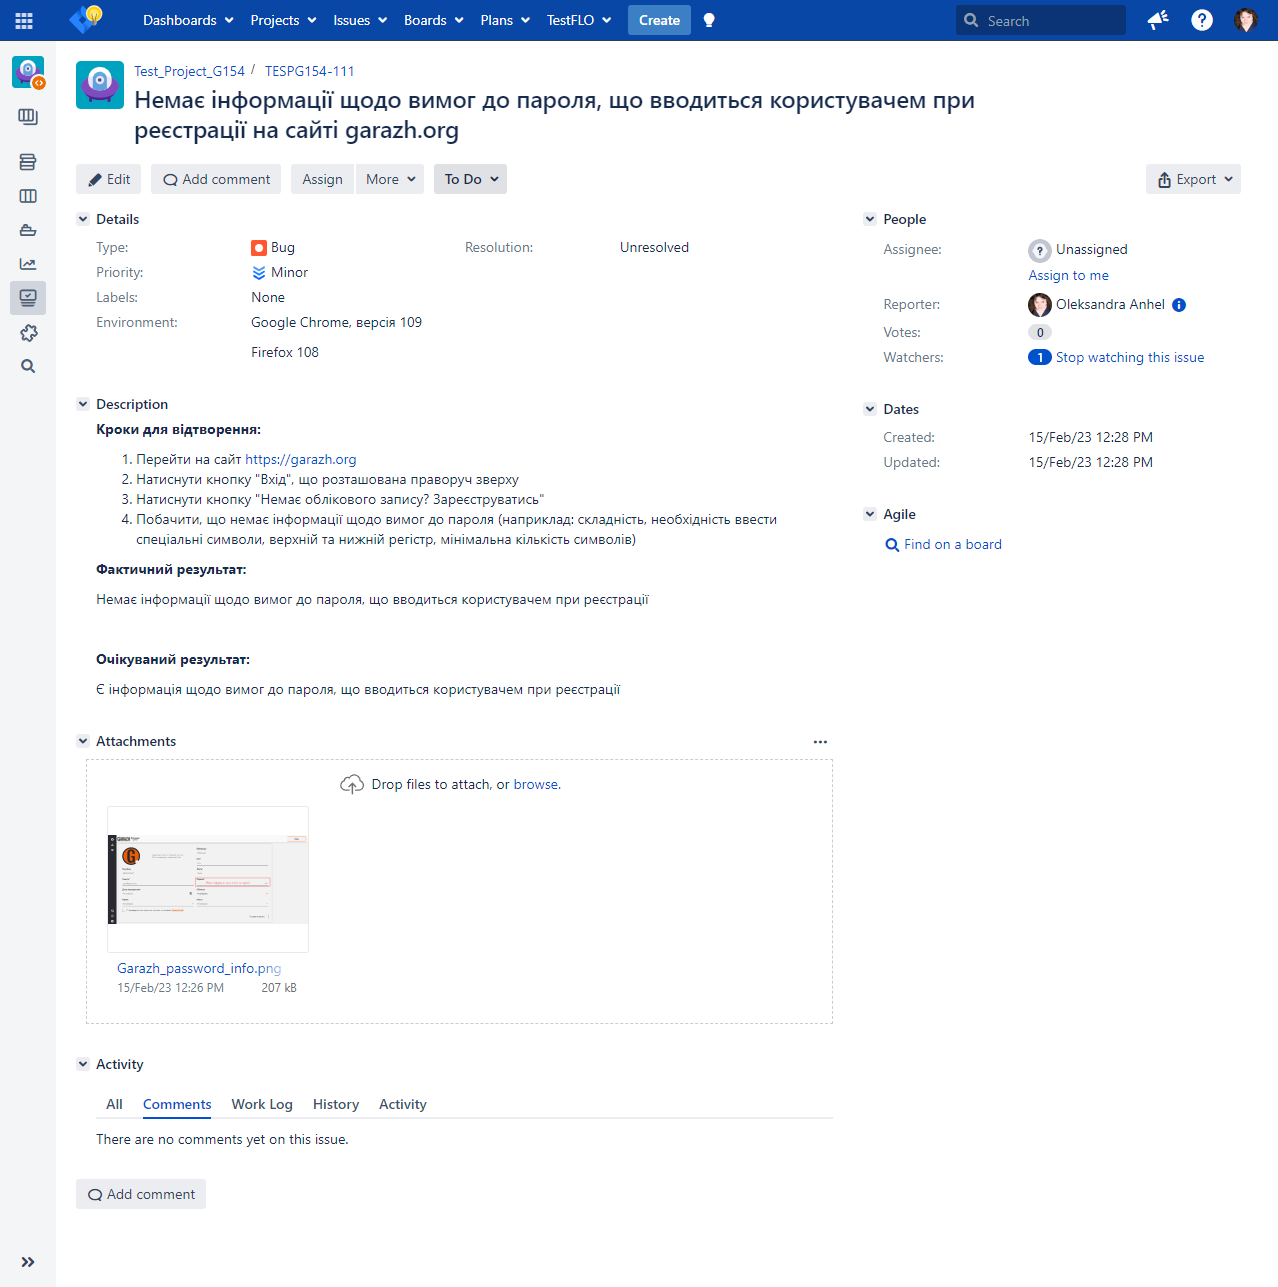 Dashboards Projects Issues Boards Plans TestFLO Create Search
Test_Project_G154 / TESPG154-111
Немає інформації щодо вимог до пароля, що вводиться користувачем при
реєстрації на сайті garazh.org
Edit Add comment Assign More To Do Export
Details
Type: Bug Resolution: Unresolved
Priority: Minor
Labels: None
Environment: Google Chrome, версія 109
Firefox 108
Description
Кроки для відтворення:
1. Перейти на сайт https://garazh.org
2. Натиснути кнопку "Вхід", що розташована праворуч зверху
3. Натиснути кнопку "Немає облікового запису? Зареєструватись"
4. Побачити, що немає інформації щодо вимог до пароля (наприклад: складність, необхідність ввести
спеціальні символи, верхній та нижній регістр, мінімальна кількість символів)
Фактичний результат:
Немає інформації щодо вимог до пароля, що вводиться користувачем при реєстрації
Очікуваний результат:
Є інформація щодо вимог до пароля, що вводиться користувачем при реєстрації
Attachments
Drop files to attach, or browse.
Garazh_password_info.png
15/Feb/23 12:26 PM 207 kB
Activity
All Comments Work Log History Activity
There are no comments yet on this issue.
Add comment
People
Assignee: Unassigned
Assign to me
Reporter: Oleksandra Anhel
Votes: 0
Watchers: 1 Stop watching this issue
Dates
Created: 15/Feb/23 12:28 PM
Updated: 15/Feb/23 12:28 PM
Agile
Find on a board